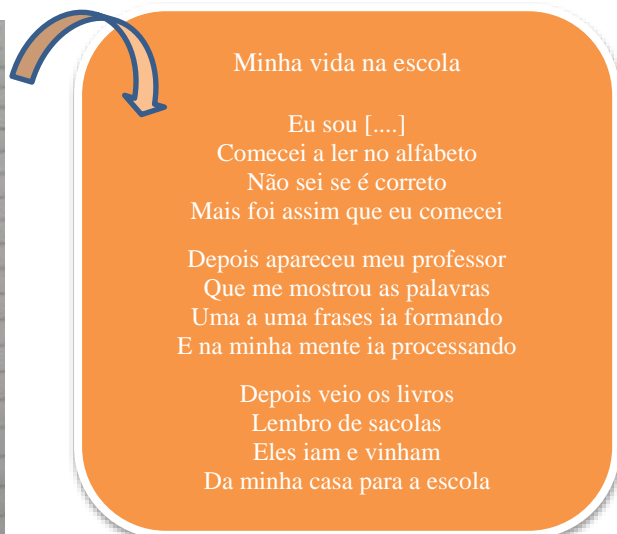 Minha vida na escola
Eu sou [....]
Comecei a ler no alfabeto
Não sei se é correto
Mais foi assim que eu comecei
Depois apareceu meu professor
Que me mostrou as palavras
Uma a uma frases ia formando
E na minha mente ia processando
Depois veio os livros
Lembro de sacolas
Eles iam e vinham
Da minha casa para a escola